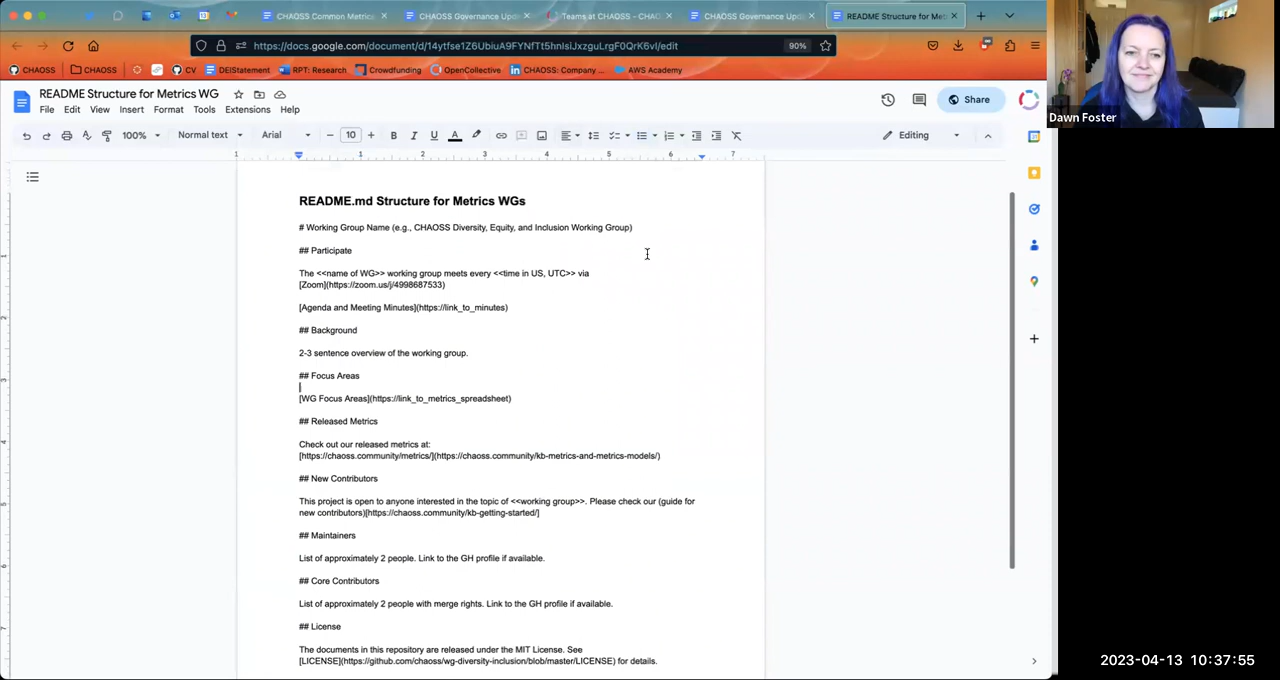 CHAOSS Common Metrics
CHAOSS Governance Upd
Teams at CHAOSS - CHAO
CHAOSS Governance Upd
README Structure for Met
https://docs.google.com/document/d/14ytfse1Z6UbiuA9FYNfTt5hnIsiJxzguLrgF0QrK6vI/edit
90%
CHAOSS
CHAOSS
CV
DEIStatement
RPT: Research
Crowdfunding
OpenCollective
CHAOSS: Company ...
AWS Academy
README Structure for Metrics WG
File Edit View Insert Format Tools Extensions Help
Share
100%
Normal text
Arial
10
Editing
1 1 2 3 4 5 6 7
README.md Structure for Metrics WGs
# Working Group Name (e.g., CHAOSS Diversity, Equity, and Inclusion Working Group)
## Participate
The <<name of WG>> working group meets every <<time in US, UTC>> via
[Zoom](https://zoom.us/j/4998687533)
[Agenda and Meeting Minutes](https://link_to_minutes)
## Background
2-3 sentence overview of the working group.
## Focus Areas
[WG Focus Areas](https://link_to_metrics_spreadsheet)
## Released Metrics
Check out our released metrics at:
[https://chaoss.community/metrics/](https://chaoss.community/kb-metrics-and-metrics-models/)
## New Contributors
This project is open to anyone interested in the topic of <<working group>>. Please check our (guide for
new contributors)[https://chaoss.community/kb-getting-started/]
## Maintainers
List of approximately 2 people. Link to the GH profile if available.
## Core Contributors
List of approximately 2 people with merge rights. Link to the GH profile if available.
## License
The documents in this repository are released under the MIT License. See
[LICENSE](https://github.com/chaoss/wg-diversity-inclusion/blob/master/LICENSE) for details.
Dawn Foster
2023-04-13 10:37:55